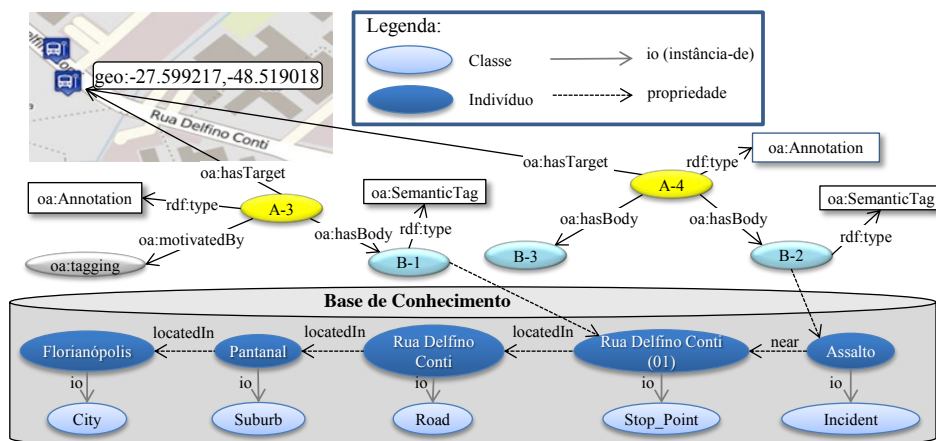 Legenda:
Classe
io (instância-de)
Indivíduo
propriedade
geo:-27.599217,-48.519018
Rua Delfino Conti
oa:hasTarget
oa:hasTarget
oa:Annotation
oa:Annotation
rdf:type
A-3
oa:SemanticTag
rdf:type
A-4
oa:SemanticTag
oa:motivatedBy
oa:hasBody
rdf:type
oa:hasBody
oa:hasBody
rdf:type
oa:tagging
B-1
B-3
B-2
Base de Conhecimento
locatedIn
locatedIn
locatedIn
near
Florianópolis
Pantanal
Rua Delfino
Conti
Rua Delfino Conti
(01)
Assalto
io
io
io
io
io
City
Suburb
Road
Stop_Point
Incident